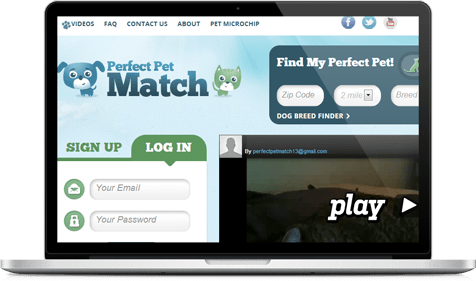 VIDEOS FAQ CONTACT US ABOUT PET MICROCHIP
Perfect Pet
Match
Find My Perfect Pet!
Zip Code 2 mile Breed
DOG BREED FINDER >
SIGN UP LOG IN
Your Email
Your Password
By perfectpetmatch13@gmail.com
play